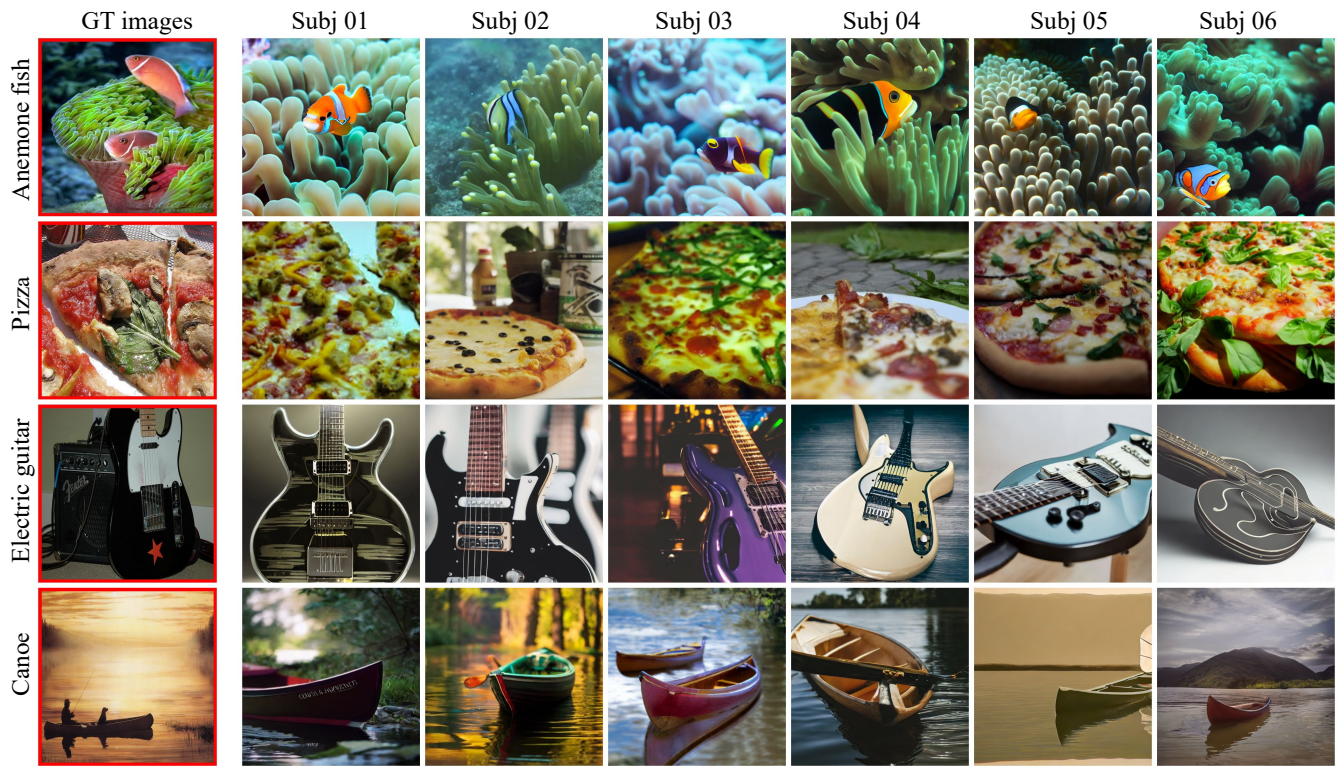 GT images Subj 01 Subj 02 Subj 03 Subj 04 Subj 05 Subj 06
Anemone fish
Pizza
Electric guitar
Fender
Canoe